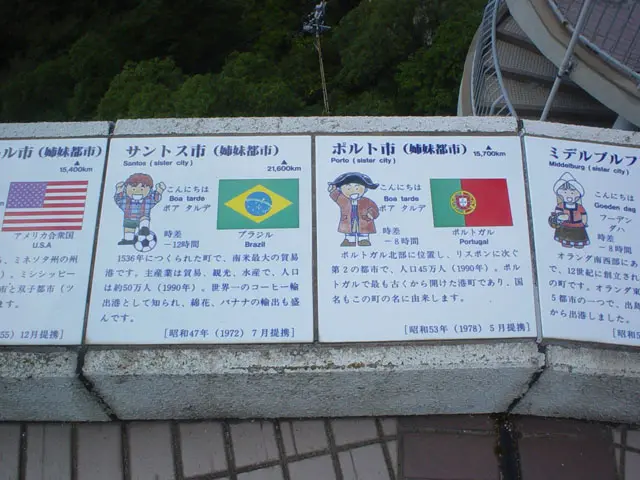 ル市（姉妹都市）
15,400km
アメリカ合衆国
U.S.A
、ミネソタ州の州
。ミシシッピー
市と双子都市（ツ
ます。
55）12月提携］
サントス市（姉妹都市）
Santos (sister city)
21,600km
こんにちは
Boa tarde
ボア タルデ
時差
−12時間
ブラジル
Brazil
1536年につくられた町で、南米最大の貿易
港です。主産業は貿易、観光、水産で、人口
は約50万人（1990年）。世界一のコーヒー輸
出港として知られ、綿花、バナナの輸出も盛
んです。
［昭和47年（1972）7月提携］
ポルト市（姉妹都市）
Porto (sister city)
15,700km
こんにちは
Boa tarde
ボア タルデ
時差
−8時間
ポルトガル
Portugal
ポルトガル北部に位置し、リスボンに次ぐ
第2の都市で、人口45万人（1990年）。ポル
トガルで最も古くから開けた港町であり、国
名もこの町の名に由来します。
［昭和53年（1978）5月提携］
ミデルブルフ
Middelburg (sister city)
こんにちは
Goeden dag
フーデン
ダハ
時差
−8時間
オランダ南西部にあ
で、12世紀に創立され
の町です。オランダ東
5都市の一つで、出島
から出港しました。
［昭和5